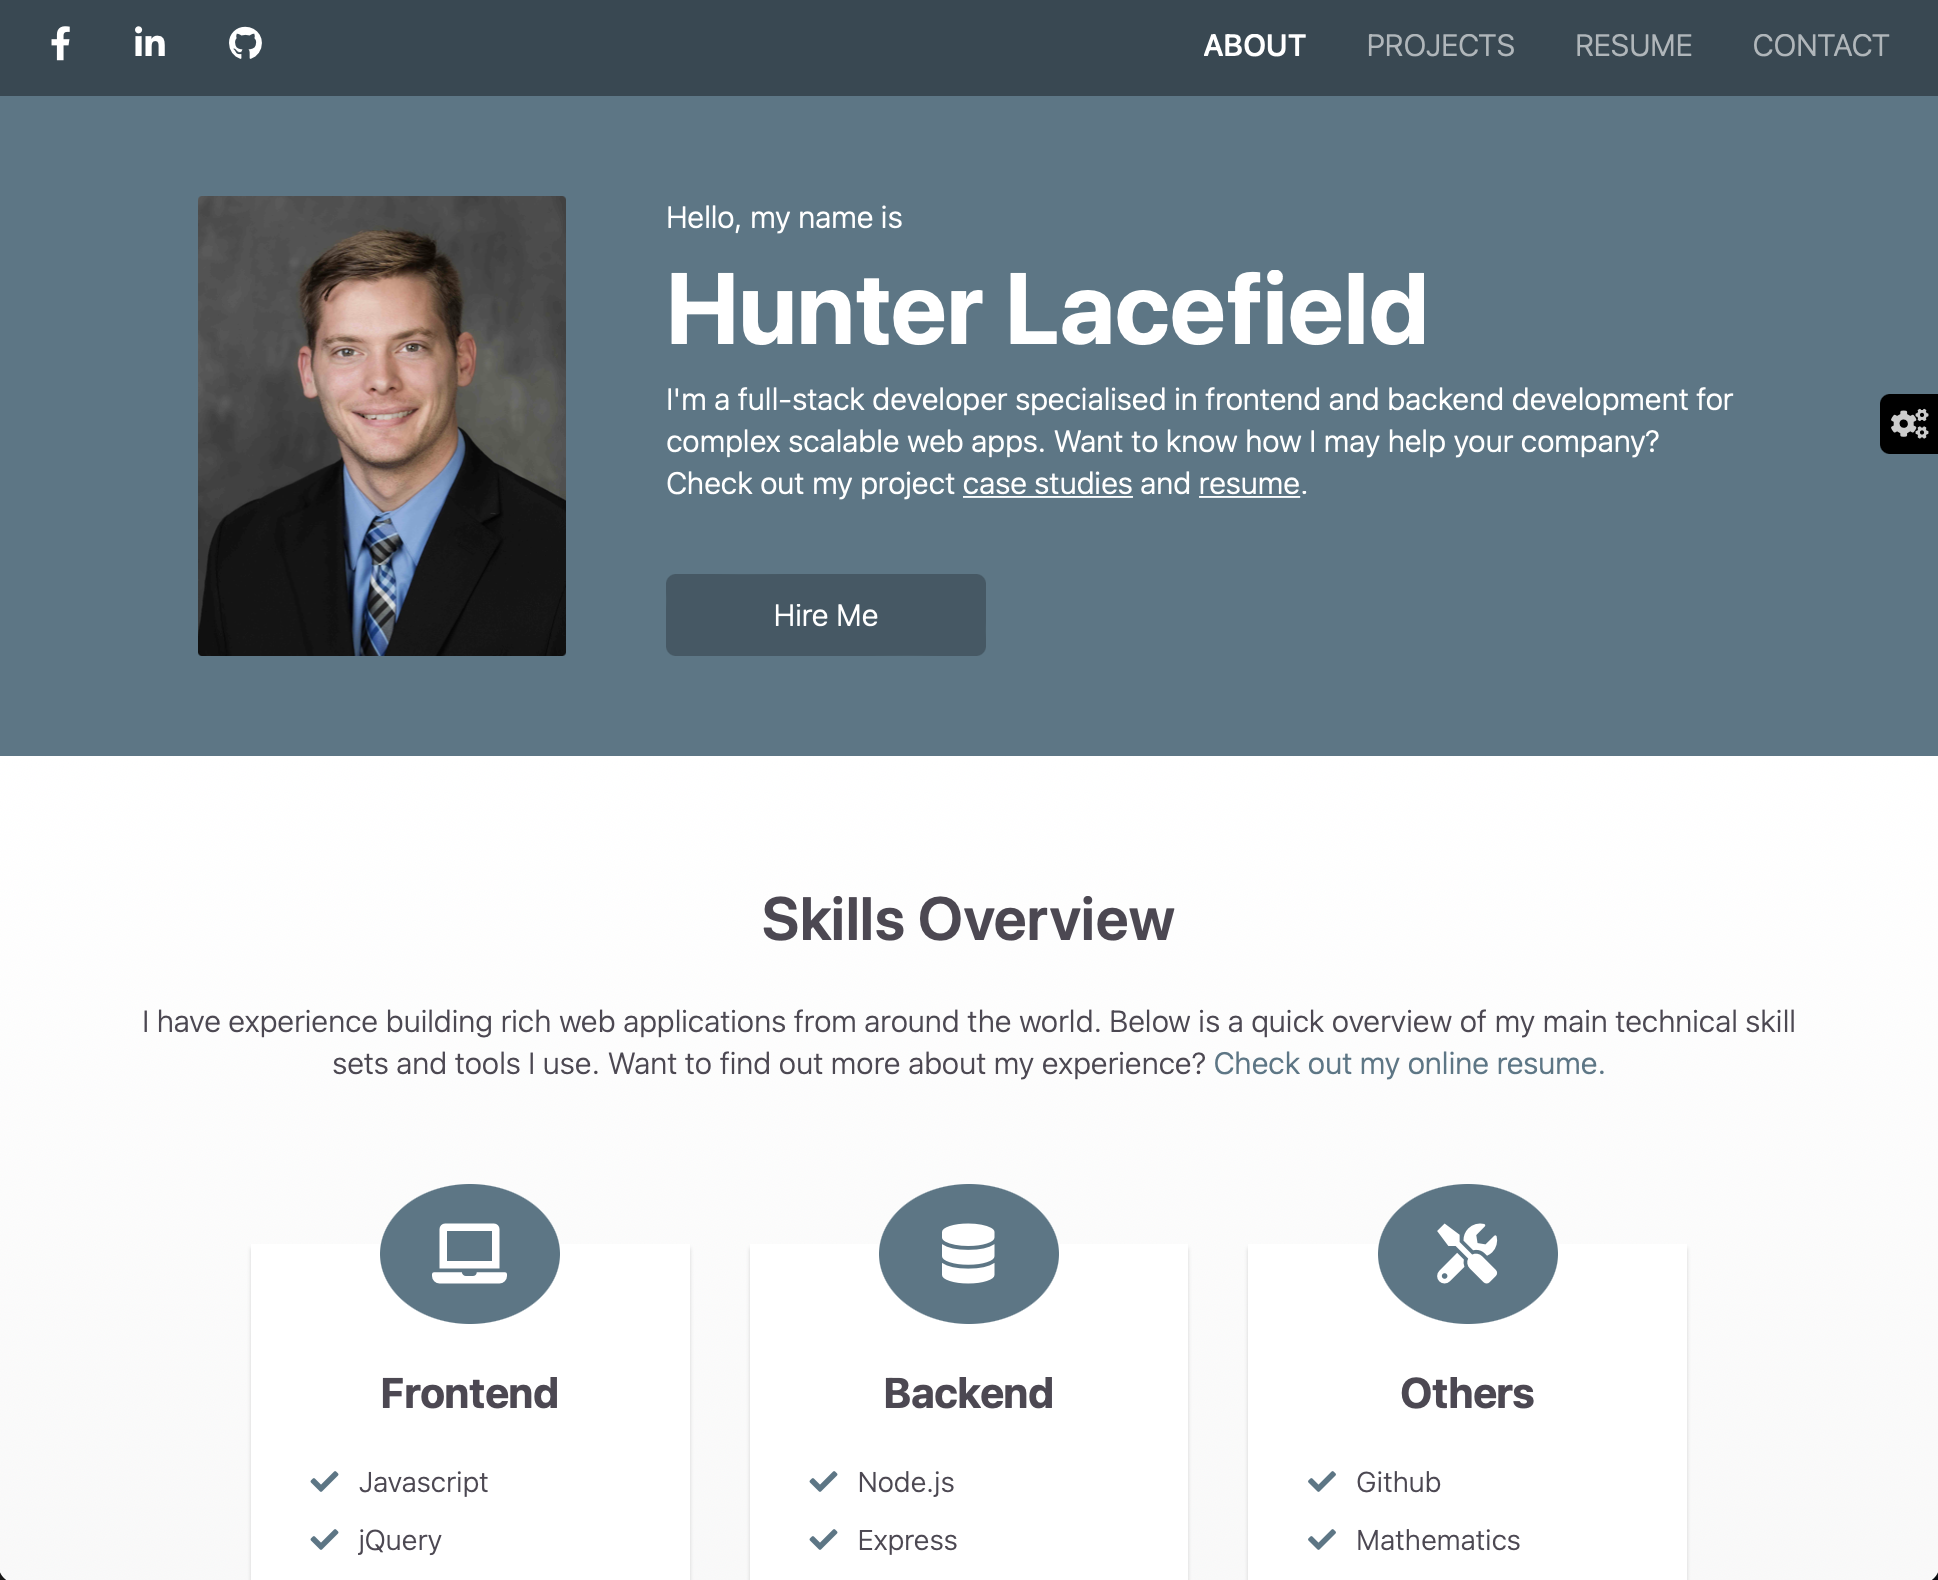 ABOUT PROJECTS RESUME CONTACT
Hello, my name is
Hunter Lacefield
I'm a full-stack developer specialised in frontend and backend development for
complex scalable web apps. Want to know how I may help your company?
Check out my project case studies and resume.
Hire Me
Skills Overview
I have experience building rich web applications from around the world. Below is a quick overview of my main technical skill
sets and tools I use. Want to find out more about my experience? Check out my online resume.
Frontend
Javascript
jQuery
Backend
Node.js
Express
Others
Github
Mathematics